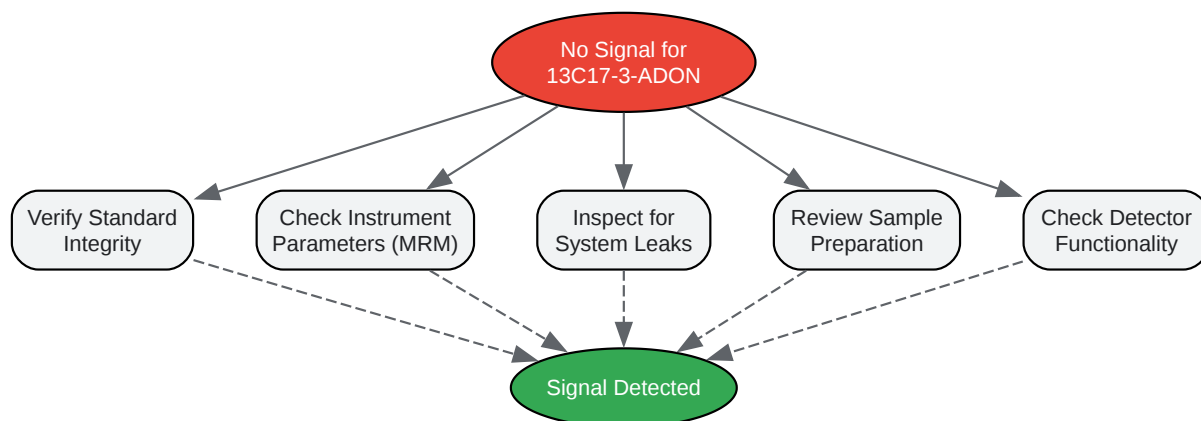 No Signal for
13C17-3-ADON
Verify Standard
Integrity
Check Instrument
Parameters (MRM)
Inspect for
System Leaks
Review Sample
Preparation
Check Detector
Functionality
Signal Detected